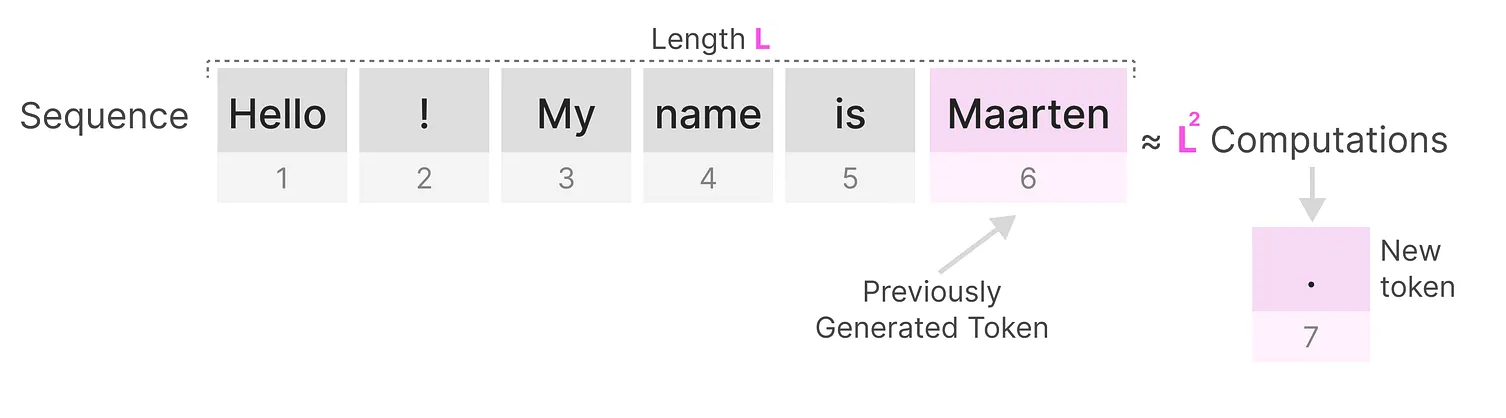 Length L
Sequence Hello ! My name is Maarten ≈ L² Computations
1 2 3 4 5 6
Previously
Generated Token
.
New
token
7